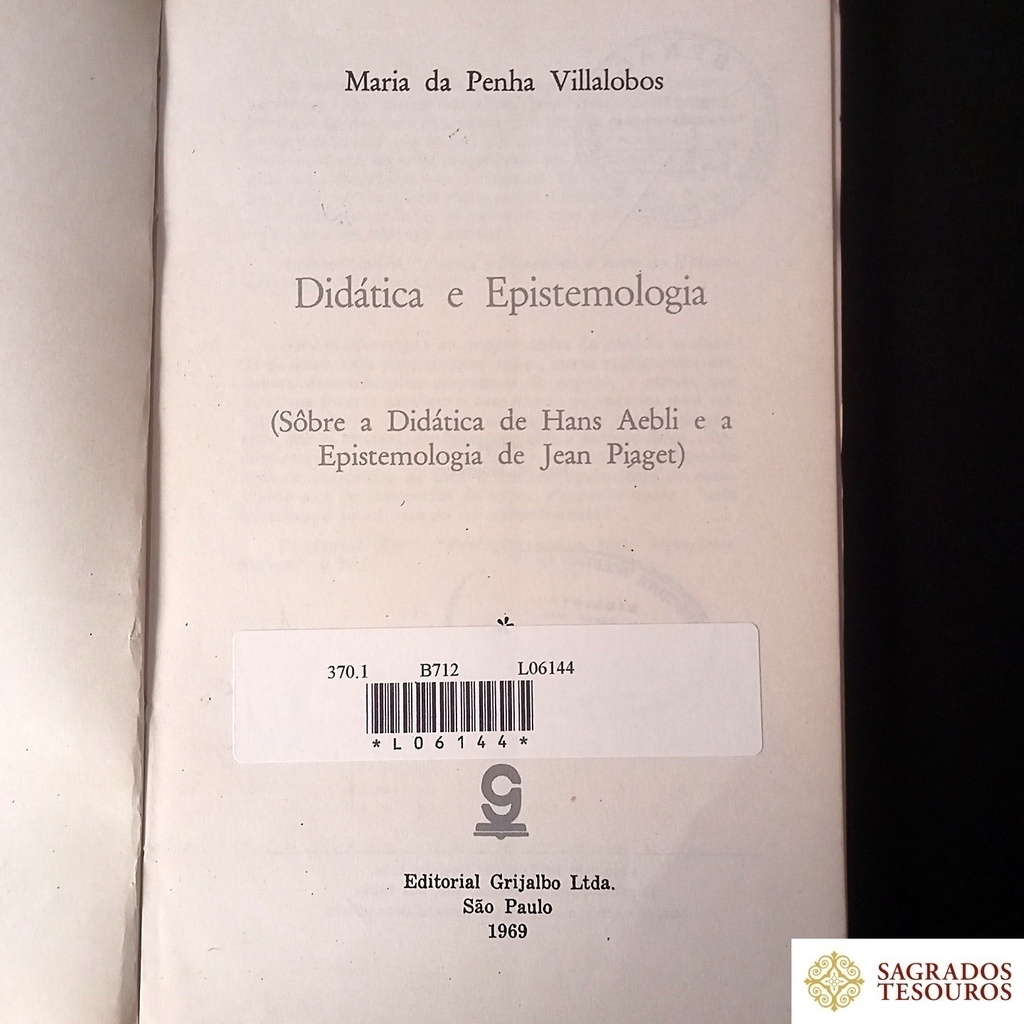 Maria da Penha Villalobos
Didática e Epistemologia
(Sôbre a Didática de Hans Aebli e a
Epistemologia de Jean Piaget)
370.1 B712 L06144
*L06144*
Editorial Grijalbo Ltda.
São Paulo
1969
SAGRADOS
TESOUROS